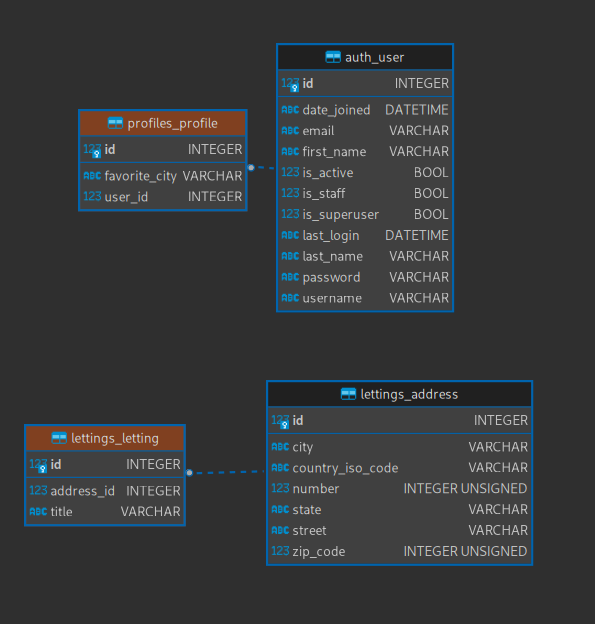 auth_user
123 id INTEGER
ABC date_joined DATETIME
ABC email VARCHAR
ABC first_name VARCHAR
123 is_active BOOL
123 is_staff BOOL
123 is_superuser BOOL
ABC last_login DATETIME
ABC last_name VARCHAR
ABC password VARCHAR
ABC username VARCHAR
profiles_profile
123 id INTEGER
ABC favorite_city VARCHAR
123 user_id INTEGER
lettings_address
123 id INTEGER
ABC city VARCHAR
ABC country_iso_code VARCHAR
123 number INTEGER UNSIGNED
ABC state VARCHAR
ABC street VARCHAR
123 zip_code INTEGER UNSIGNED
lettings_letting
123 id INTEGER
123 address_id INTEGER
ABC title VARCHAR